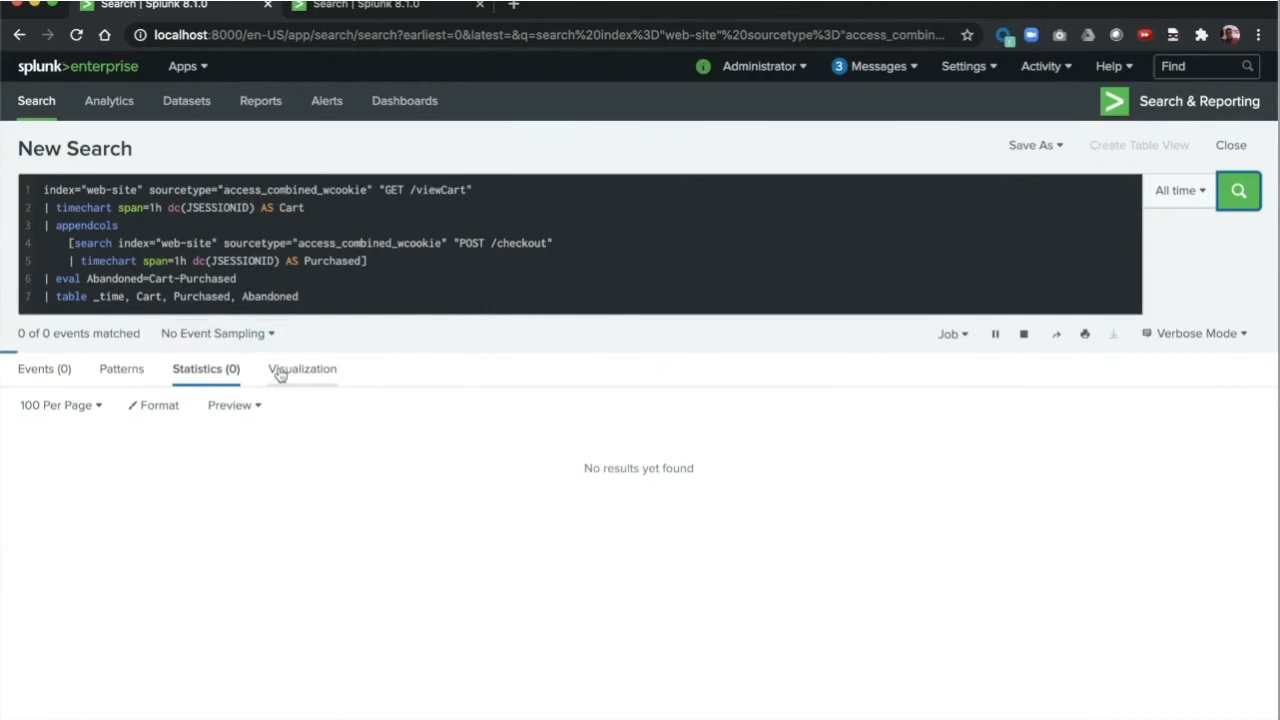 Search | Splunk 8.1.0
Search | Splunk 8.1.0
localhost:8000/en-US/app/search/search?earliest=0&latest=&q=search%20index%3D"web-site"%20sourcetype%3D"access_combin...
splunk>enterprise Apps Administrator 3 Messages Settings Activity Help Find
Search Analytics Datasets Reports Alerts Dashboards Search & Reporting
New Search Save As Create Table View Close
1 index="web-site" sourcetype="access_combined_wcookie" "GET /viewCart" All time
2 | timechart span=1h dc(JSESSIONID) AS Cart
3 | appendcols
4 [search index="web-site" sourcetype="access_combined_wcookie" "POST /checkout"
5 | timechart span=1h dc(JSESSIONID) AS Purchased]
6 | eval Abandoned=Cart-Purchased
7 | table _time, Cart, Purchased, Abandoned
0 of 0 events matched No Event Sampling Job Verbose Mode
Events (0) Patterns Statistics (0) Visualization
100 Per Page Format Preview
No results yet found